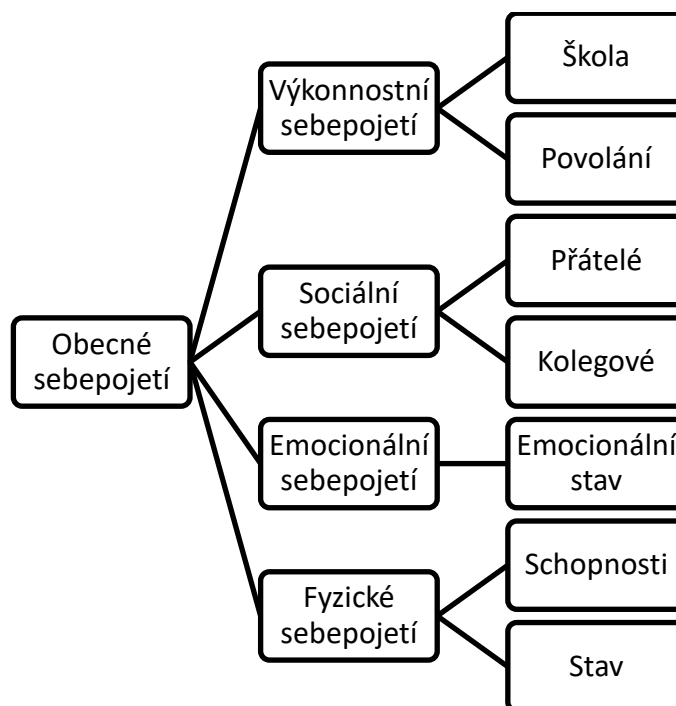 Obecné
sebepojetí
Výkonnostní
sebepojetí
Škola
Povolání
Sociální
sebepojetí
Přátelé
Kolegové
Emocionální
sebepojetí
Emocionální
stav
Fyzické
sebepojetí
Schopnosti
Stav